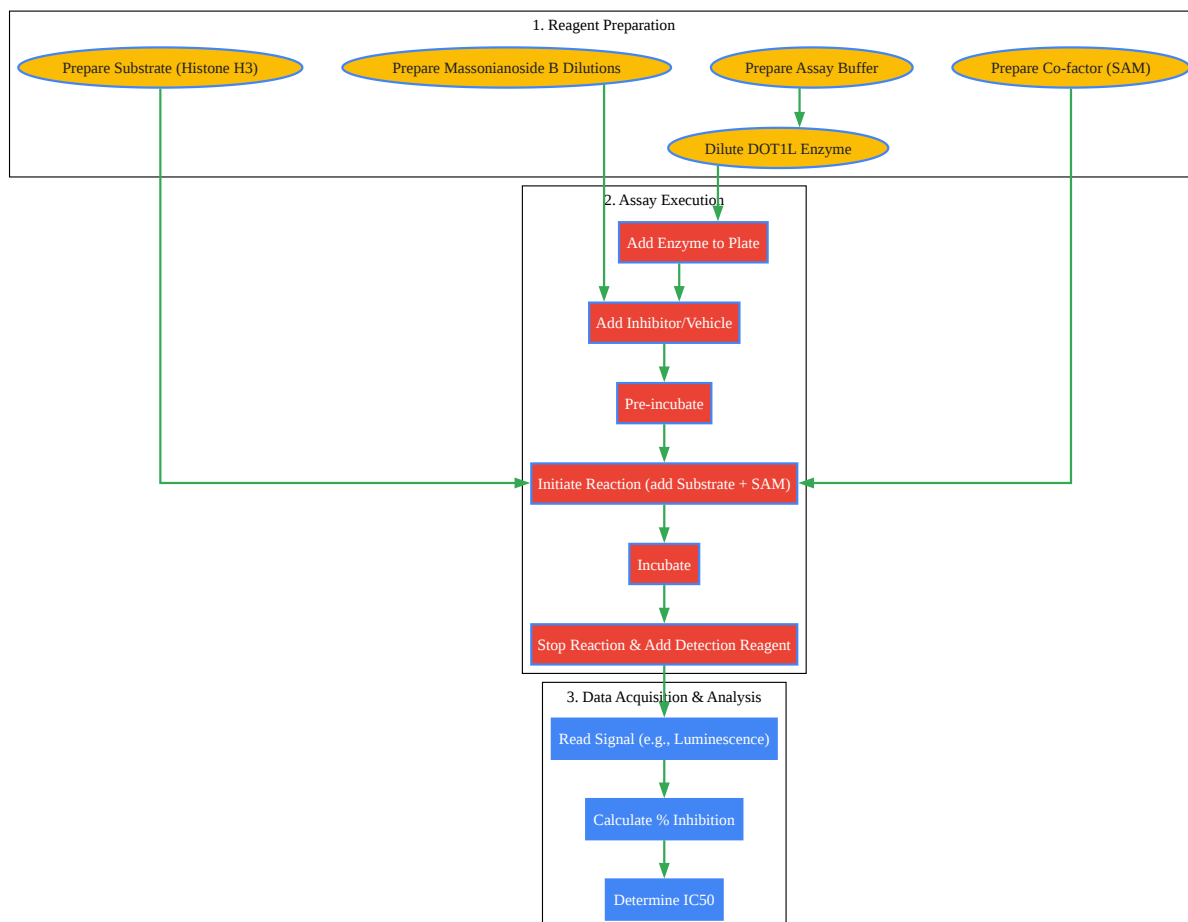 1. Reagent Preparation
Prepare Substrate (Histone H3)
Prepare Massonianoside B Dilutions
Prepare Assay Buffer
Prepare Co-factor (SAM)
Dilute DOT1L Enzyme
2. Assay Execution
Add Enzyme to Plate
Add Inhibitor/Vehicle
Pre-incubate
Initiate Reaction (add Substrate + SAM)
Incubate
Stop Reaction & Add Detection Reagent
3. Data Acquisition & Analysis
Read Signal (e.g., Luminescence)
Calculate % Inhibition
Determine IC50